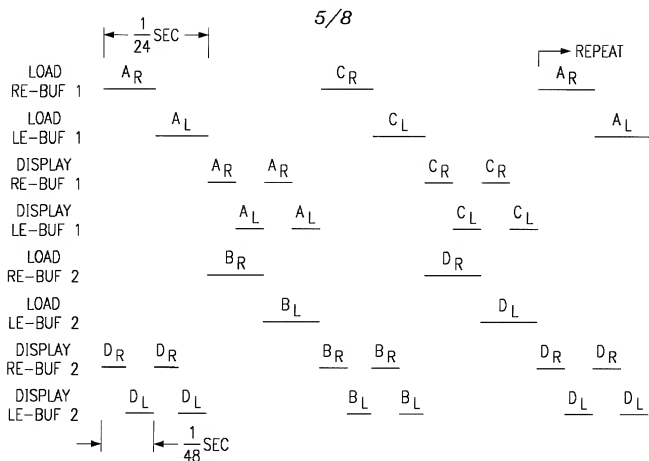 5/8
1/24 SEC
REPEAT
LOAD RE-BUF 1 A_R C_R A_R
LOAD LE-BUF 1 A_L C_L A_L
DISPLAY RE-BUF 1 A_R A_R C_R C_R
DISPLAY LE-BUF 1 A_L A_L C_L C_L
LOAD RE-BUF 2 B_R D_R
LOAD LE-BUF 2 B_L D_L
DISPLAY RE-BUF 2 D_R D_R B_R B_R D_R D_R
DISPLAY LE-BUF 2 D_L D_L B_L B_L D_L D_L
1/48 SEC